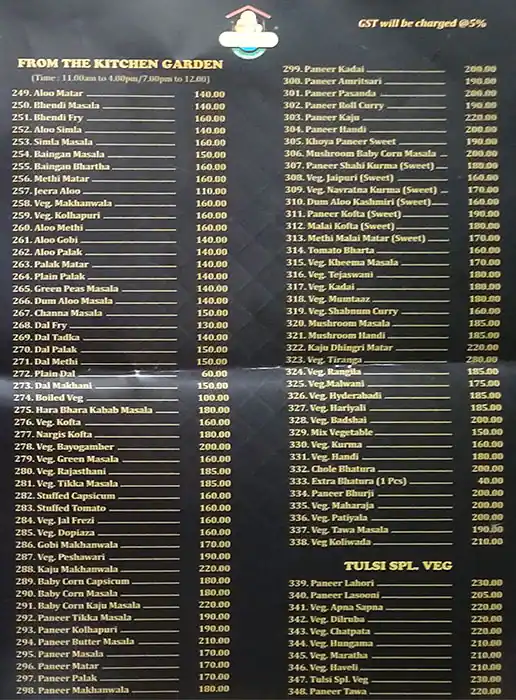 GST will be charged @5%
FROM THE KITCHEN GARDEN
(Time : 11.00am to 4.00pm/7.00pm to 12.00)
249. Aloo Matar 140.00
250. Bhendi Masala 140.00
251. Bhendi Fry 160.00
252. Aloo Simla 140.00
253. Simla Masala 160.00
254. Baingan Masala 150.00
255. Baingan Bhartha 160.00
256. Methi Matar 160.00
257. Jeera Aloo 110.00
258. Veg. Makhanwala 160.00
259. Veg. Kolhapuri 160.00
260. Aloo Methi 160.00
261. Aloo Gobi 140.00
262. Aloo Palak 140.00
263. Palak Matar 140.00
264. Plain Palak 140.00
265. Green Peas Masala 140.00
266. Dum Aloo Masala 140.00
267. Channa Masala 150.00
268. Dal Fry 130.00
269. Dal Tadka 140.00
270. Dal Palak 150.00
271. Dal Methi 150.00
272. Plain Dal 60.00
273. Dal Makhani 150.00
274. Boiled Veg 100.00
275. Hara Bhara Kabab Masala 180.00
276. Veg. Kofta 160.00
277. Nargis Kofta 180.00
278. Veg. Bayogamber 200.00
279. Veg. Green Masala 160.00
280. Veg. Rajasthani 185.00
281. Veg. Tikka Masala 185.00
282. Stuffed Capsicum 160.00
283. Stuffed Tomato 160.00
284. Veg. Jal Frezi 160.00
285. Veg. Dopiaza 160.00
286. Gobi Makhanwala 170.00
287. Veg. Peshawari 190.00
288. Kaju Makhanwala 220.00
289. Baby Corn Capsicum 180.00
290. Baby Corn Masala 180.00
291. Baby Corn Kaju Masala 220.00
292. Paneer Tikka Masala 190.00
293. Paneer Kolhapuri 190.00
294. Paneer Butter Masala 210.00
295. Paneer Masala 170.00
296. Paneer Matar 170.00
297. Paneer Palak 170.00
298. Paneer Makhanwala 180.00
299. Paneer Kadai 200.00
300. Paneer Amritsari 190.00
301. Paneer Pasanda 200.00
302. Paneer Roll Curry 190.00
303. Paneer Kaju 220.00
304. Paneer Handi 200.00
305. Khoya Paneer Sweet 190.00
306. Mushroom Baby Corn Masala 200.00
307. Paneer Shahi Kurma (Sweet) 180.00
308. Veg. Jaipuri (Sweet) 160.00
309. Veg. Navratna Kurma (Sweet) 170.00
310. Dum Aloo Kashmiri (Sweet) 160.00
311. Paneer Kofta (Sweet) 190.00
312. Malai Kofta (Sweet) 180.00
313. Methi Malai Matar (Sweet) 170.00
314. Tomato Bharta 160.00
315. Veg. Kheema Masala 170.00
316. Veg. Tejaswani 180.00
317. Veg. Kadai 180.00
318. Veg. Mumtaaz 180.00
319. Veg. Shabnum Curry 160.00
320. Mushroom Masala 185.00
321. Mushroom Handi 185.00
322. Kaju Dhingri Matar 220.00
323. Veg. Tiranga 280.00
324. Veg. Rangila 185.00
325. Veg.Malwani 175.00
326. Veg. Hyderabadi 185.00
327. Veg. Hariyali 185.00
328. Veg. Badshai 200.00
329. Mix Vegetable 150.00
330. Veg. Kurma 160.00
331. Veg. Handi 180.00
332. Chole Bhatura 200.00
333. Extra Bhatura (1 Pcs) 40.00
334. Paneer Bhurji 200.00
335. Veg. Maharaja 200.00
336. Veg. Patiyala 200.00
337. Veg. Tawa Masala 190.00
338. Veg Koliwada 210.00
TULSI SPL. VEG
339. Paneer Lahori 230.00
340. Paneer Lasooni 205.00
341. Veg. Apna Sapna 220.00
342. Veg. Dilruba 220.00
343. Veg. Chatpata 220.00
344. Veg. Hungama 210.00
345. Veg. Maratha 210.00
346. Veg. Haveli 210.00
347. Tulsi Spl. Veg 230.00
348. Paneer Tawa 220.00